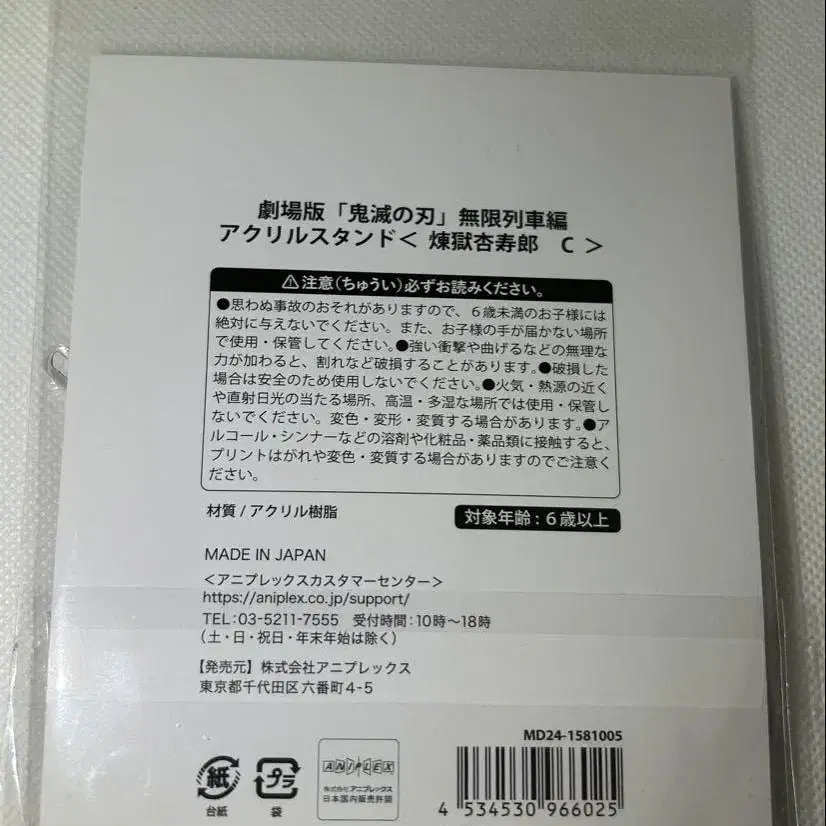 劇場版「鬼滅の刃」無限列車編
アクリルスタンド＜ 煉獄杏寿郎　C ＞
⚠注意（ちゅうい）必ずお読みください。
●思わぬ事故のおそれがありますので、６歳未満のお子様には
絶対に与えないでください。また、お子様の手が届かない場所
で使用・保管してください。●強い衝撃や曲げるなどの無理な
力が加わると、割れなど破損することがあります。●破損した
場合は安全のため使用しないでください。●火気・熱源の近く
や直射日光の当たる場所、高温・多湿な場所では使用・保管し
ないでください。変色・変形・変質する場合があります。●ア
ルコール・シンナーなどの溶剤や化粧品・薬品類に接触すると、
プリントはがれや変色・変質する場合がありますのでご注意く
ださい。
材質 / アクリル樹脂
対象年齢：６歳以上
MADE IN JAPAN
＜アニプレックスカスタマーセンター＞
https://aniplex.co.jp/support/
TEL：03-5211-7555　受付時間：10時～18時
（土・日・祝日・年末年始は除く）
【発売元】株式会社アニプレックス
東京都千代田区六番町4-5
MD24-1581005
紙
台紙
プラ
袋
ANIPLEX
株式会社アニプレックス
日本国内販売許諾
4 534530 966025